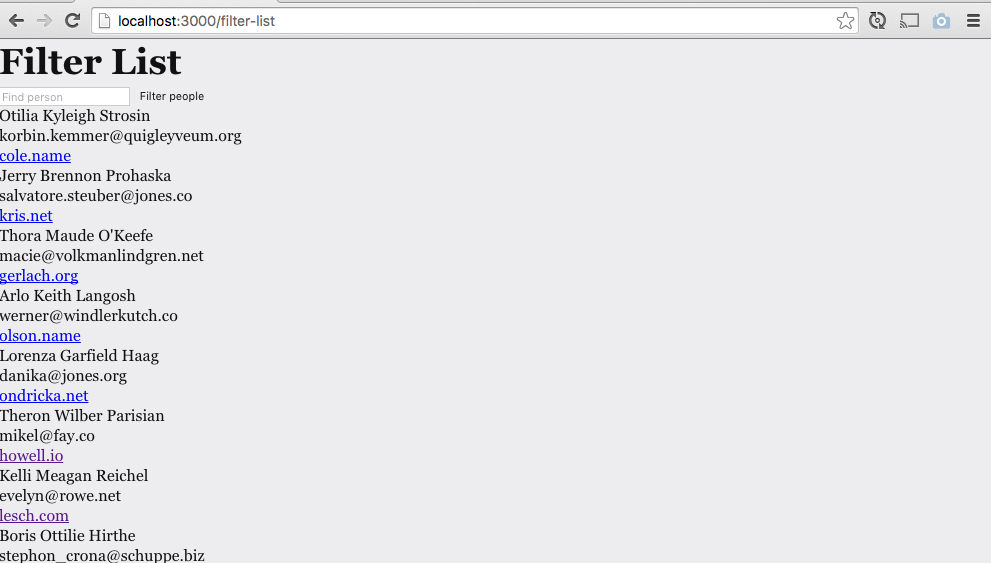 localhost:3000/filter-list
Filter List
Find person Filter people
Otilia Kyleigh Strosin
korbin.kemmer@quigleyveum.org
cole.name
Jerry Brennon Prohaska
salvatore.steuber@jones.co
kris.net
Thora Maude O'Keefe
macie@volkmanlindgren.net
gerlach.org
Arlo Keith Langosh
werner@windlerkutch.co
olson.name
Lorenza Garfield Haag
danika@jones.org
ondricka.net
Theron Wilber Parisian
mikel@fay.co
howell.io
Kelli Meagan Reichel
evelyn@rowe.net
lesch.com
Boris Ottilie Hirthe
stephon_crona@schuppe.biz